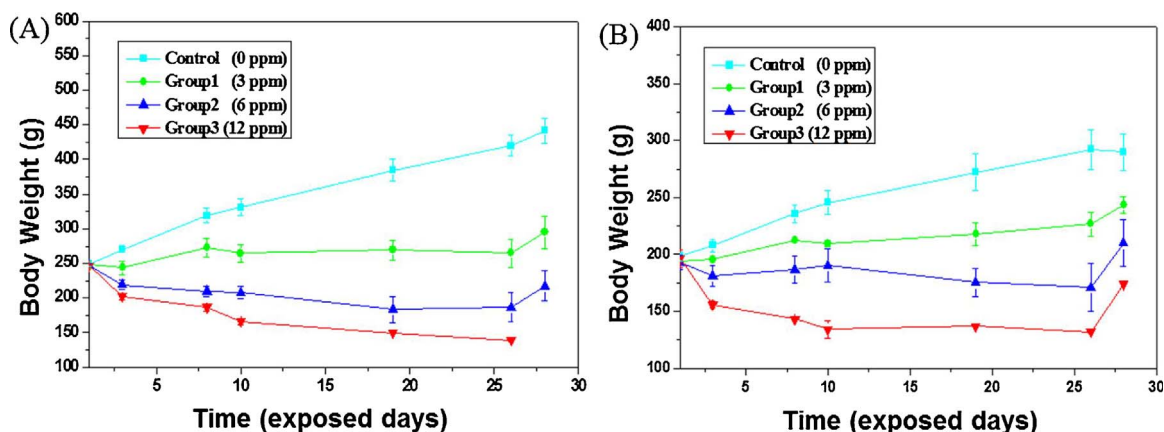 (A)
Body Weight (g)
600
550
500
450
400
350
300
250
200
150
100
Control (0 ppm)
Group1 (3 ppm)
Group2 (6 ppm)
Group3 (12 ppm)
5
10
15
20
25
30
Time (exposed days)
(B)
Body Weight (g)
400
350
300
250
200
150
100
Control (0 ppm)
Group1 (3 ppm)
Group2 (6 ppm)
Group3 (12 ppm)
5
10
15
20
25
30
Time (exposed days)